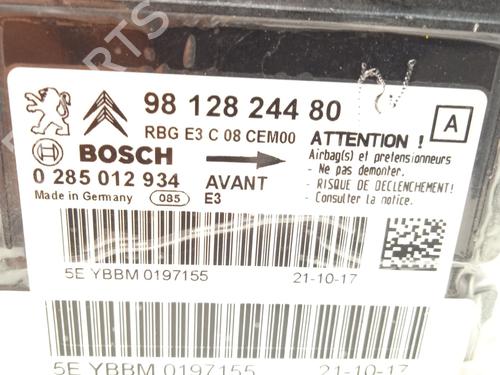 98 128 244 80
RBG E3 C 08 CEM00
A
BOSCH
ATTENTION !
Airbag(s) et pretensionneurs
- Ne pas demonter.
- RISQUE DE DECLENCHEMENT!
- Consulter la notice.
0 285 012 934 AVANT
Made in Germany 085 E3
5E YBBM 0197155 21-10-17
5E YBBM 0197155 21-10-17